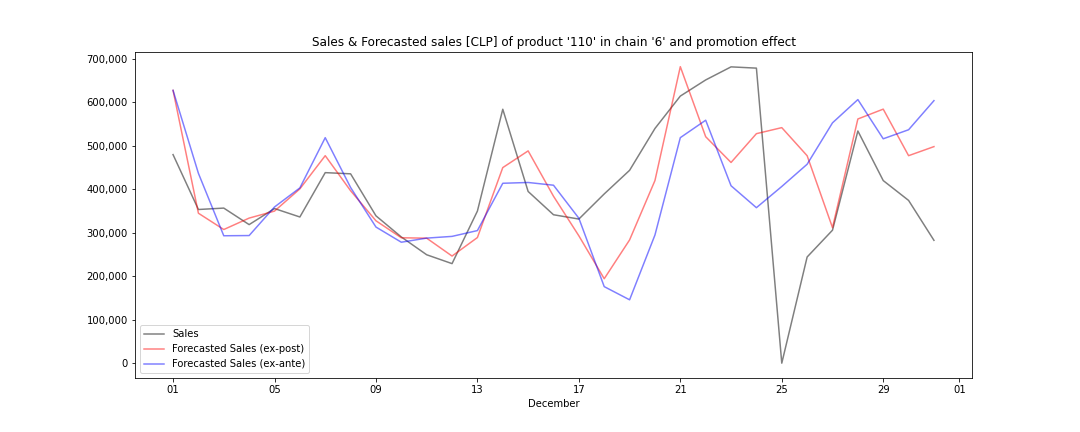 Sales & Forecasted sales [CLP] of product '110' in chain '6' and promotion effect
700,000
600,000
500,000
400,000
300,000
200,000
100,000
0
Sales
Forecasted Sales (ex-post)
Forecasted Sales (ex-ante)
01 05 09 13 17 21 25 29 01
December